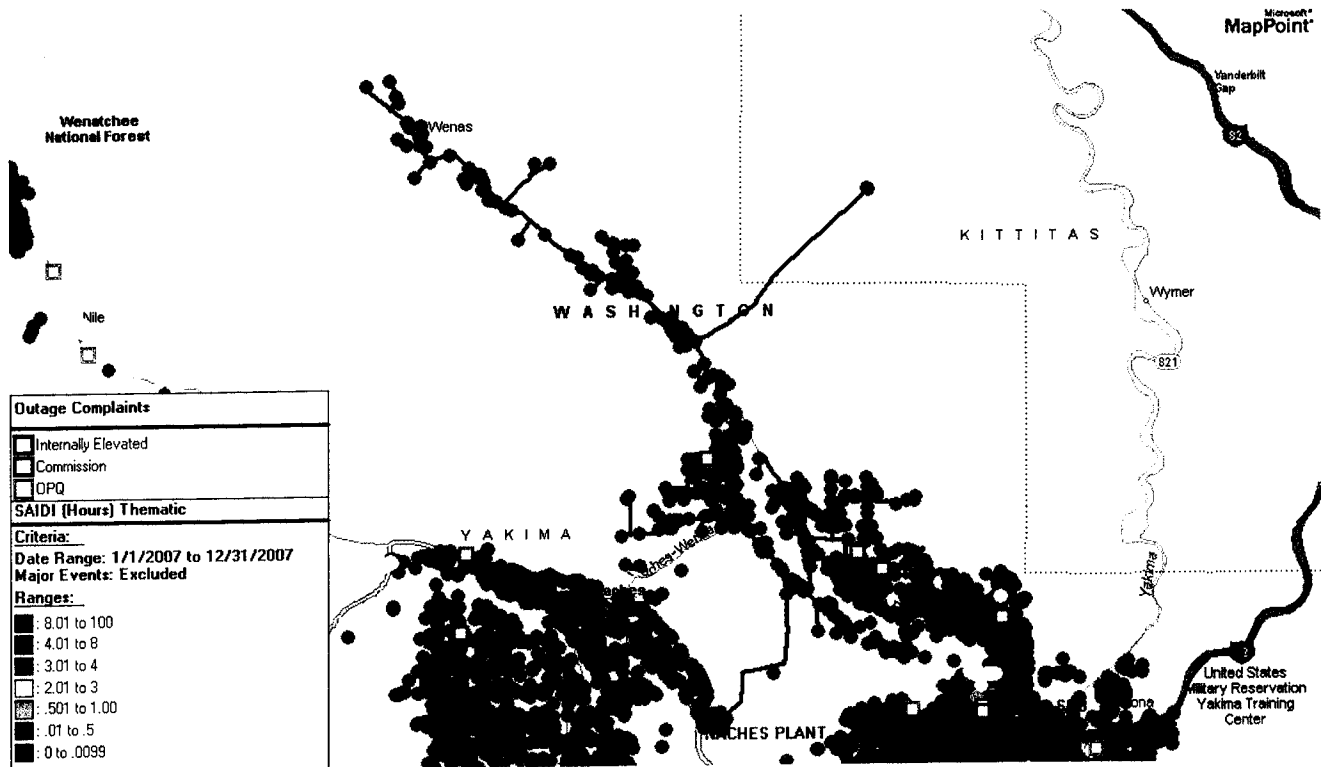 Microsoft®
MapPoint®
Vanderbilt
Gap
82
Wenatchee
National Forest
Wenas
KITTITAS
WASHINGTON
Wymer
Nile
821
Outage Complaints
Internally Elevated
Commission
OPQ
SAIDI (Hours) Thematic
Criteria:
Date Range: 1/1/2007 to 12/31/2007
Major Events: Excluded
Ranges:
: 8.01 to 100
: 4.01 to 8
: 3.01 to 4
: 2.01 to 3
: .501 to 1.00
: .01 to .5
: 0 to .0099
YAKIMA
Yakima
United States
Military Reservation
Yakima Training
Center
NACHES PLANT